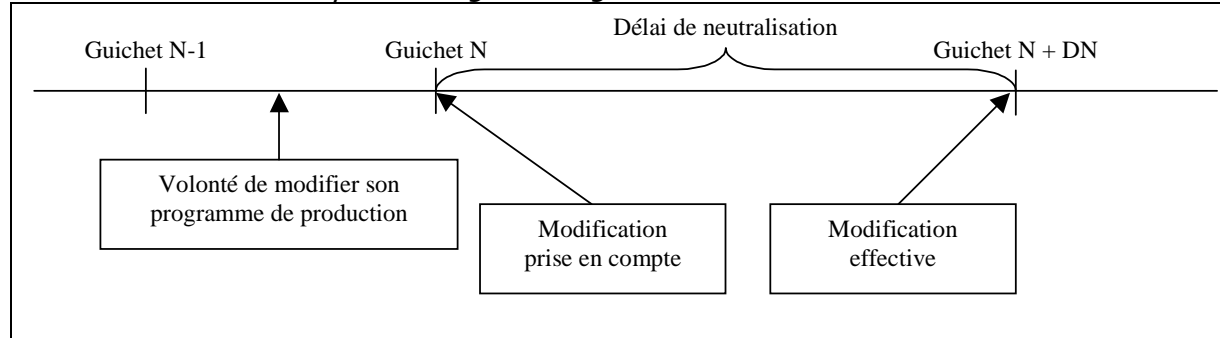 Délai de neutralisation
Guichet N-1
Guichet N
Guichet N + DN
Volonté de modifier son
programme de production
Modification
prise en compte
Modification
effective